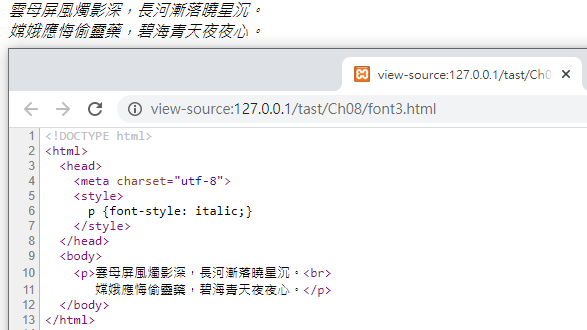 雲母屏風燭影深，長河漸落曉星沉。
嫦娥應悔偷靈藥，碧海青天夜夜心。
view-source:127.0.0.1/tast/Ch0
view-source:127.0.0.1/tast/Ch08/font3.html
1 <!DOCTYPE html>
2 <html>
3 <head>
4 <meta charset="utf-8">
5 <style>
6 p {font-style: italic;}
7 </style>
8 </head>
9 <body>
10 <p>雲母屏風燭影深，長河漸落曉星沉。<br>
11 嫦娥應悔偷靈藥，碧海青天夜夜心。</p>
12 </body>
13 </html>